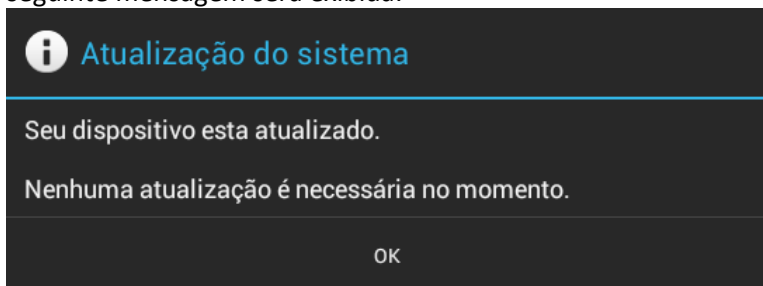 seguinte mensagem será exibida:
Atualização do sistema
Seu dispositivo esta atualizado.
Nenhuma atualização é necessária no momento.
OK